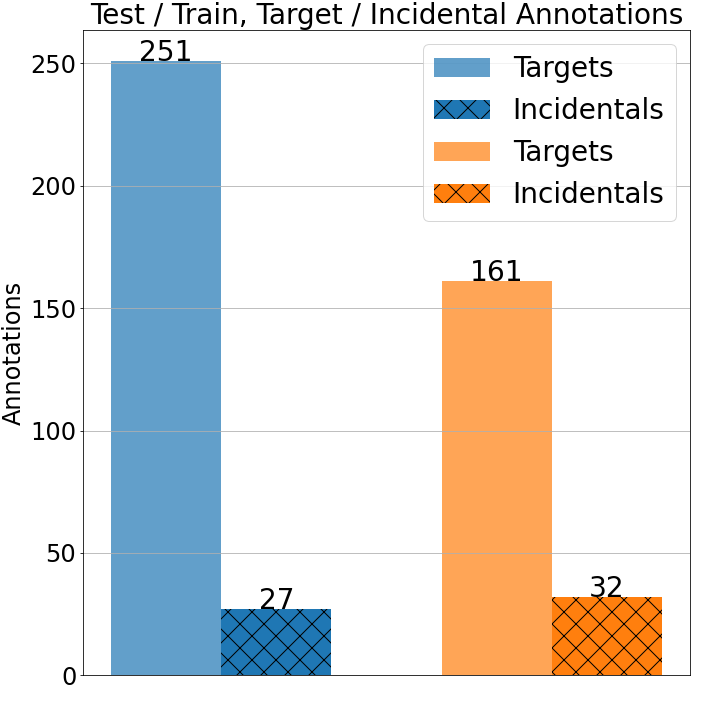 Test / Train, Target / Incidental Annotations
Annotations
250
200
150
100
50
0
251
27
161
32
Targets
Incidentals
Targets
Incidentals